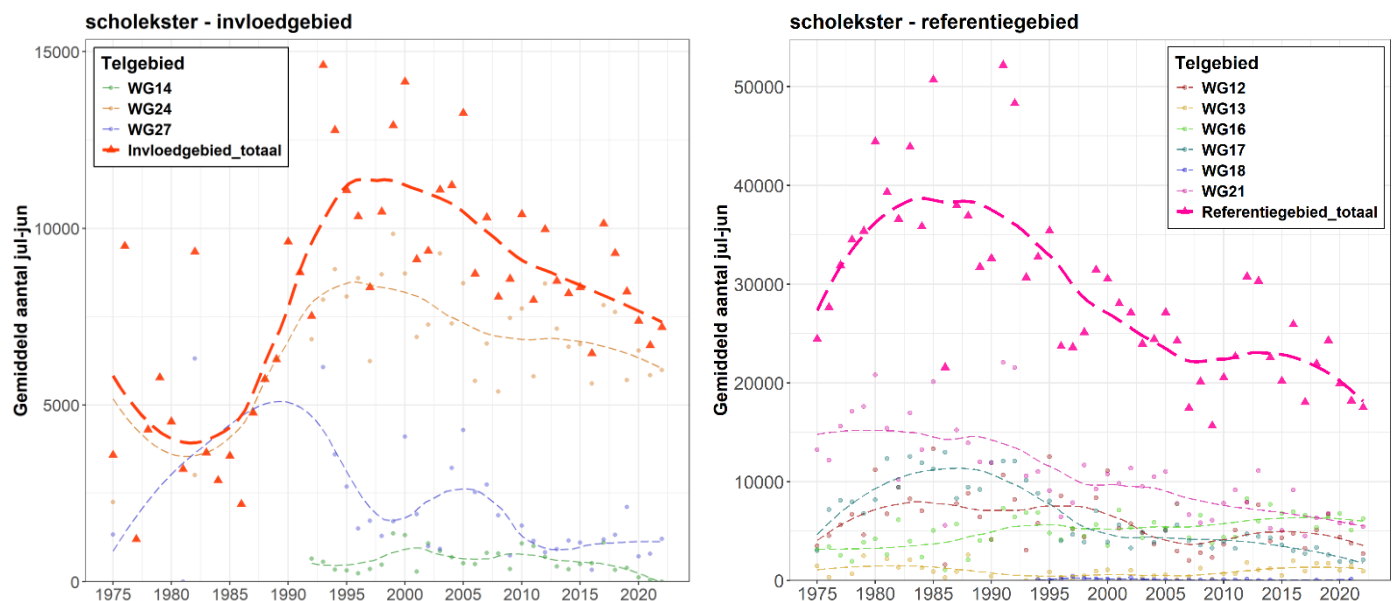 scholekster - invloedgebied
Gemiddeld aantal jul-jun
15000
10000
5000
0
1975 1980 1985 1990 1995 2000 2005 2010 2015 2020
Telgebied
WG14
WG24
WG27
Invloedgebied_totaal
scholekster - referentiegebied
Gemiddeld aantal jul-jun
50000
40000
30000
20000
10000
0
1975 1980 1985 1990 1995 2000 2005 2010 2015 2020
Telgebied
WG12
WG13
WG16
WG17
WG18
WG21
Referentiegebied_totaal